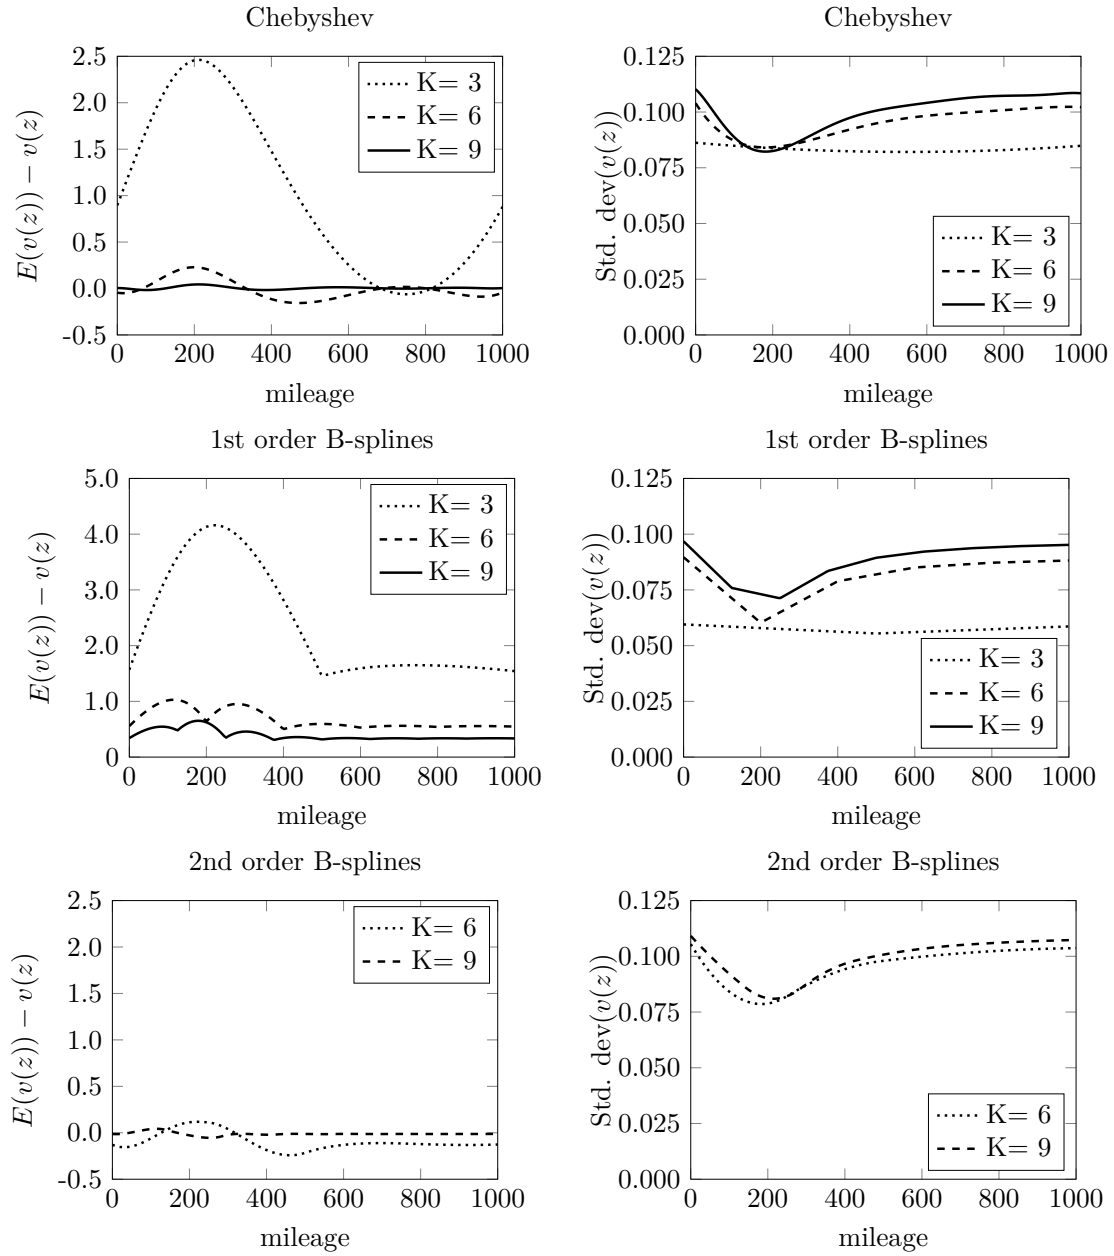 Chebyshev
E(v(z)) − v(z)
2.5
2.0
1.5
1.0
0.5
0.0
-0.5
0 200 400 600 800 1000
mileage
K= 3
K= 6
K= 9
Chebyshev
Std. dev(v(z))
0.125
0.100
0.075
0.050
0.025
0.000
0 200 400 600 800 1000
mileage
K= 3
K= 6
K= 9
1st order B-splines
E(v(z)) − v(z)
5.0
4.0
3.0
2.0
1.0
0
0 200 400 600 800 1000
mileage
K= 3
K= 6
K= 9
1st order B-splines
Std. dev(v(z))
0.125
0.100
0.075
0.050
0.025
0.000
0 200 400 600 800 1000
mileage
K= 3
K= 6
K= 9
2nd order B-splines
E(v(z)) − v(z)
2.5
2.0
1.5
1.0
0.5
0.0
-0.5
0 200 400 600 800 1000
mileage
K= 6
K= 9
2nd order B-splines
Std. dev(v(z))
0.125
0.100
0.075
0.050
0.025
0.000
0 200 400 600 800 1000
mileage
K= 6
K= 9